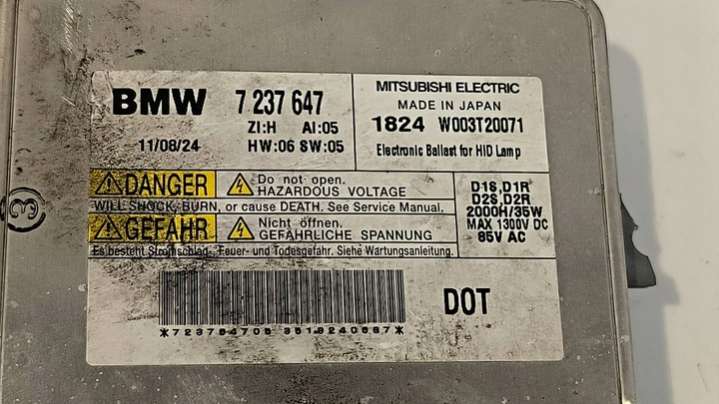 BMW 7 237 647
ZI:H AI:05
11/08/24 HW:06 SW:05
MITSUBISHI ELECTRIC
MADE IN JAPAN
1824 W003T20071
Electronic Ballast for HID Lamp
DANGER Do not open.
HAZARDOUS VOLTAGE
WILL SHOCK, BURN, or cause DEATH. See Service Manual.
GEFAHR Nicht öffnen.
GEFÄHRLICHE SPANNUNG
Es besteht Stromschlag-, Feuer- und Todesgefahr. Siehe Wartungsanleitung.
D1S, D1R
D2S, D2R
2000H/35W
MAX 1300V DC
85V AC
DOT
3